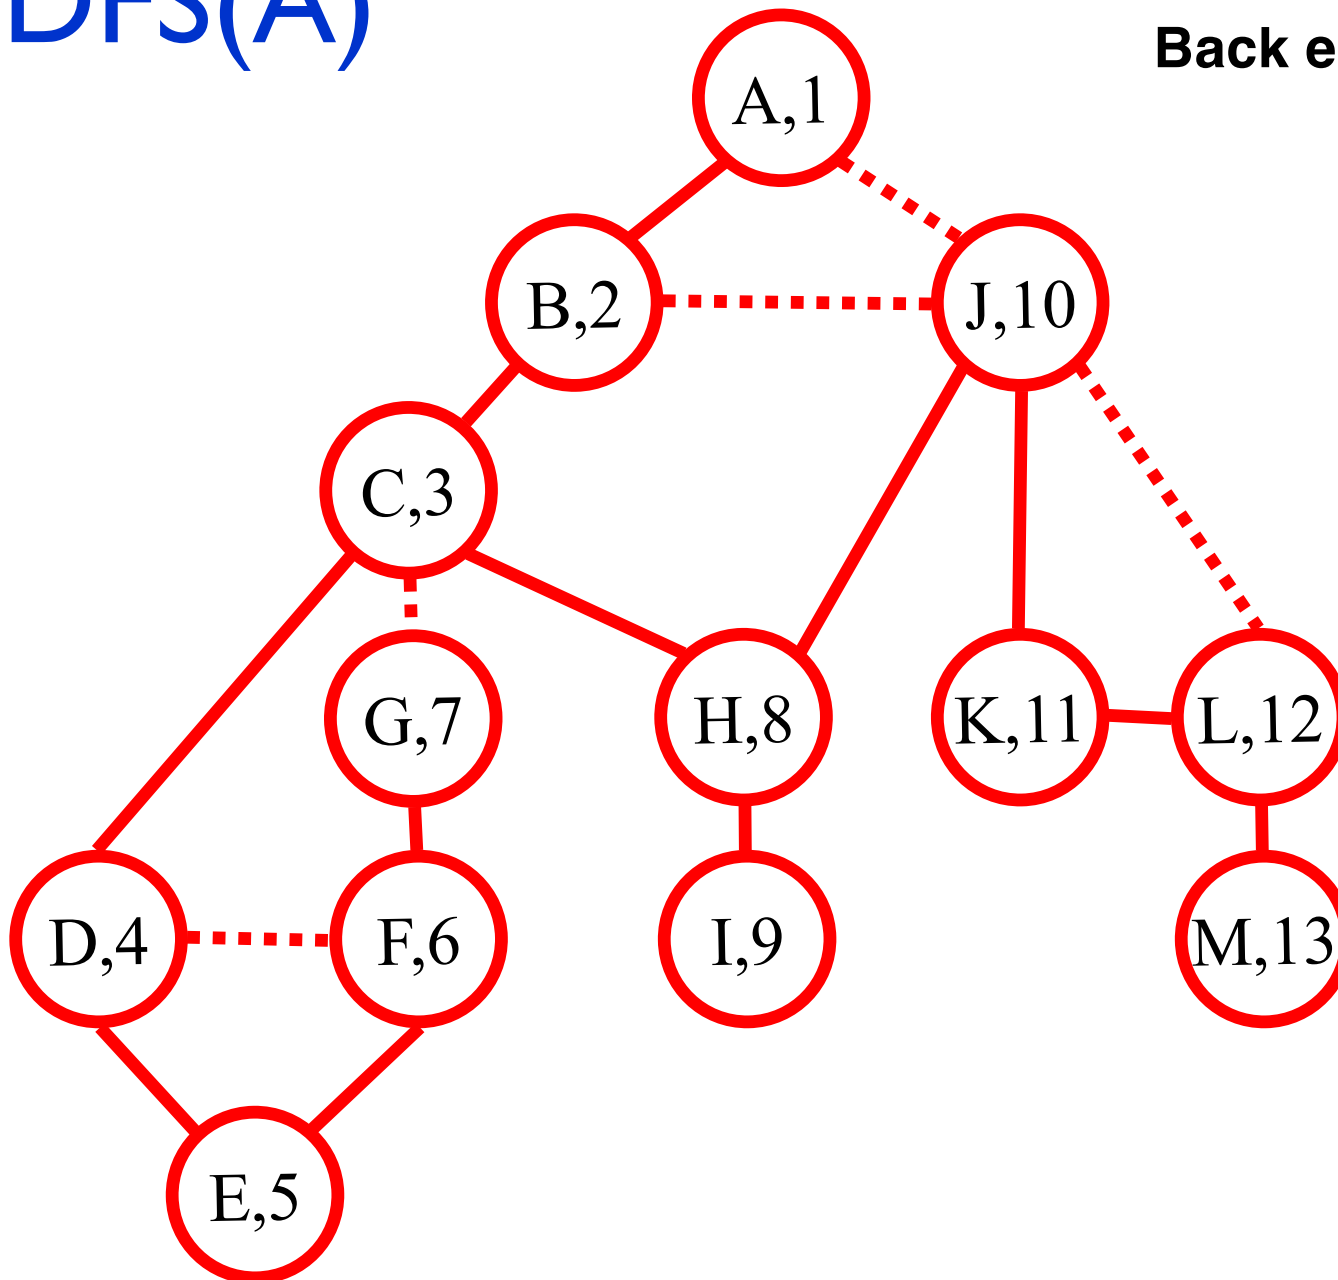 DFS(A)
Back e
A,1
B,2
J,10
C,3
G,7
H,8
K,11
L,12
D,4
F,6
I,9
M,13
E,5